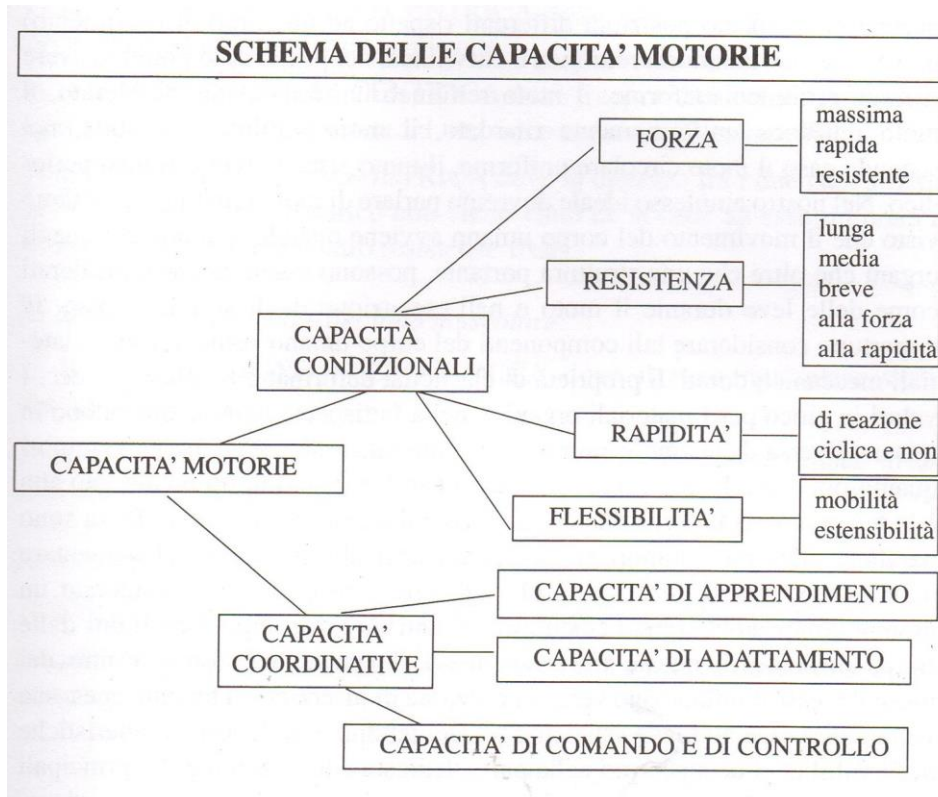 SCHEMA DELLE CAPACITA' MOTORIE
FORZA
massima
rapida
resistente
RESISTENZA
lunga
media
breve
alla forza
alla rapidità
CAPACITA'
CONDIZIONALI
RAPIDITA'
di reazione
ciclica e non
CAPACITA' MOTORIE
FLESSIBILITA'
mobilità
estensibilità
CAPACITA' DI APPRENDIMENTO
CAPACITA'
COORDINATIVE
CAPACITA' DI ADATTAMENTO
CAPACITA' DI COMANDO E DI CONTROLLO